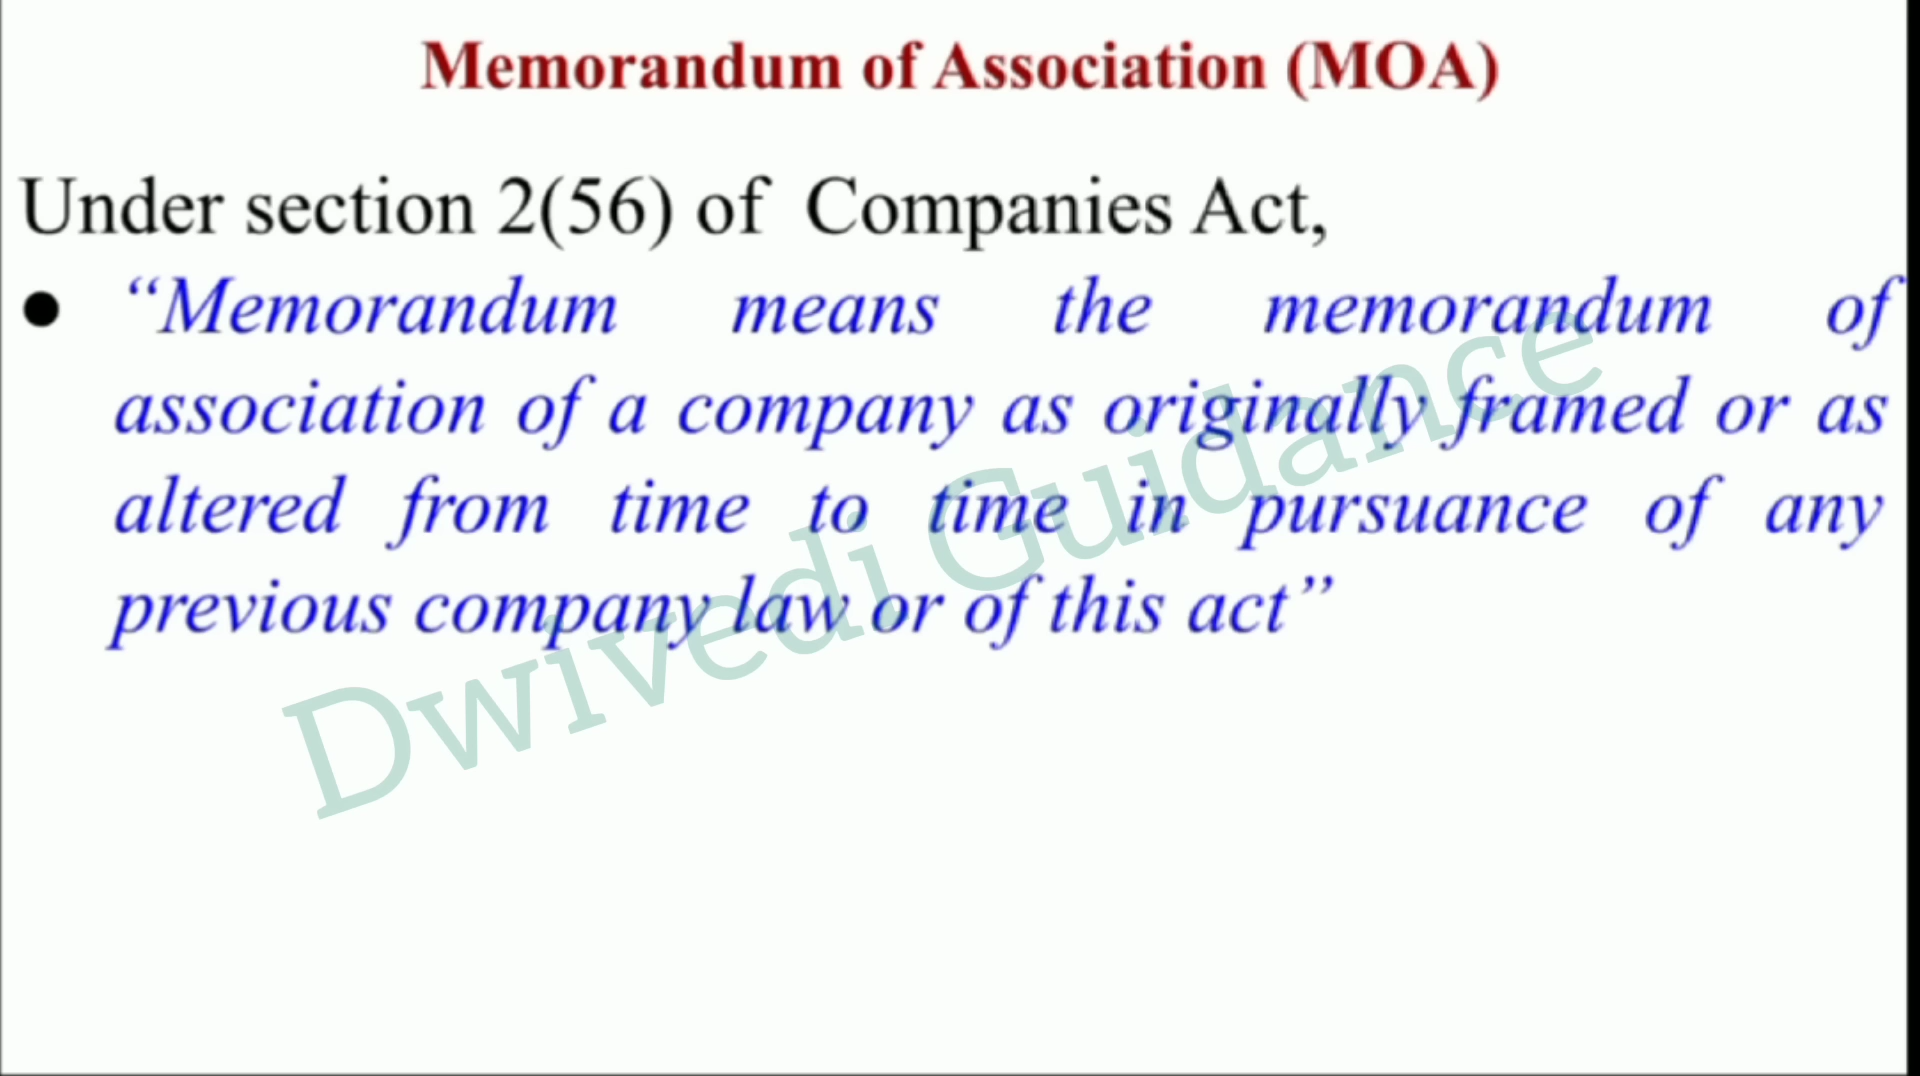 Memorandum of Association (MOA)
Under section 2(56) of Companies Act,
● “Memorandum means the memorandum of
association of a company as originally framed or as
altered from time to time in pursuance of any
previous company law or of this act”
Dwivedi Guidance